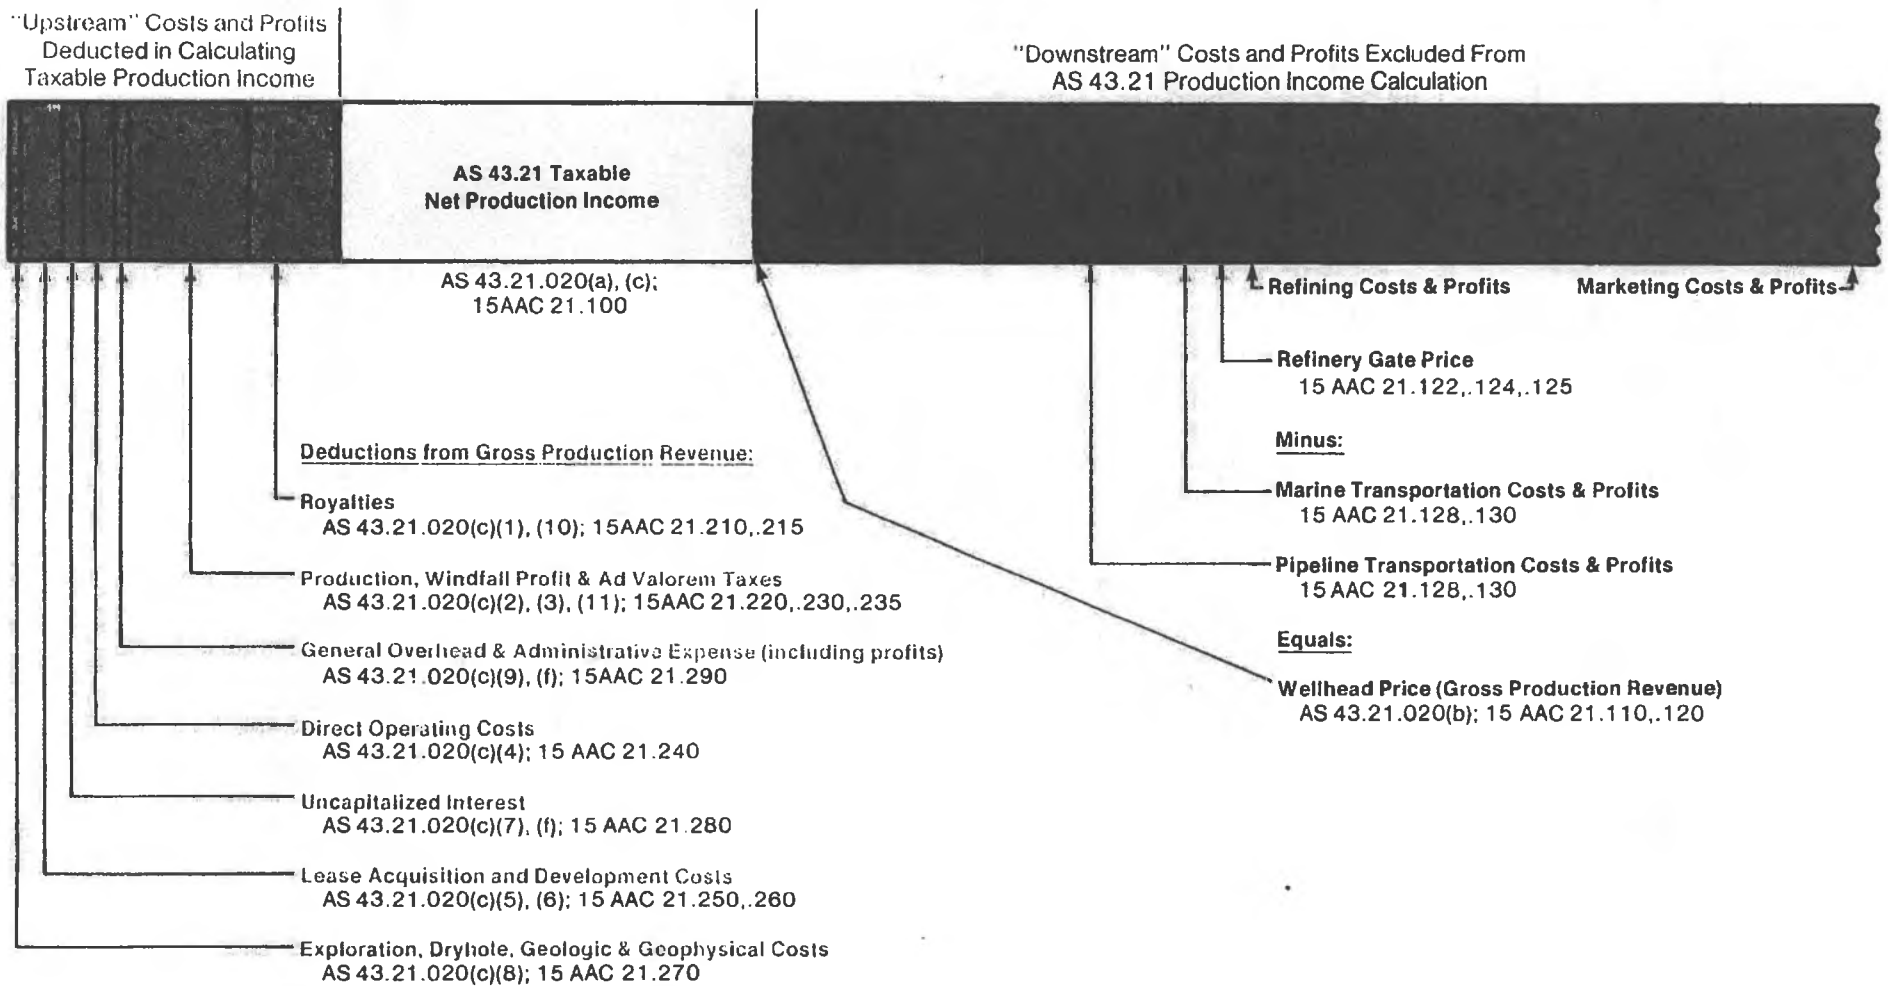 "Upstream" Costs and Profits
Deducted in Calculating
Taxable Production Income
"Downstream" Costs and Profits Excluded From
AS 43.21 Production Income Calculation
AS 43.21 Taxable
Net Production Income
AS 43.21.020(a), (c);
15AAC 21.100
Refining Costs & Profits
Marketing Costs & Profits
Refinery Gate Price
15 AAC 21.122,.124,.125
Minus:
Marine Transportation Costs & Profits
15 AAC 21.128,.130
Pipeline Transportation Costs & Profits
15 AAC 21.128,.130
Equals:
Wellhead Price (Gross Production Revenue)
AS 43.21.020(b); 15 AAC 21.110,.120
Deductions from Gross Production Revenue:
Royalties
AS 43.21.020(c)(1), (10); 15AAC 21.210,.215
Production, Windfall Profit & Ad Valorem Taxes
AS 43.21.020(c)(2), (3), (11); 15AAC 21.220,.230,.235
General Overhead & Administrative Expense (including profits)
AS 43.21.020(c)(9), (f); 15AAC 21.290
Direct Operating Costs
AS 43.21.020(c)(4); 15 AAC 21.240
Uncapitalized Interest
AS 43.21.020(c)(7), (f); 15 AAC 21.280
Lease Acquisition and Development Costs
AS 43.21.020(c)(5), (6); 15 AAC 21.250,.260
Exploration, Dryhole, Geologic & Geophysical Costs
AS 43.21.020(c)(8); 15 AAC 21.270